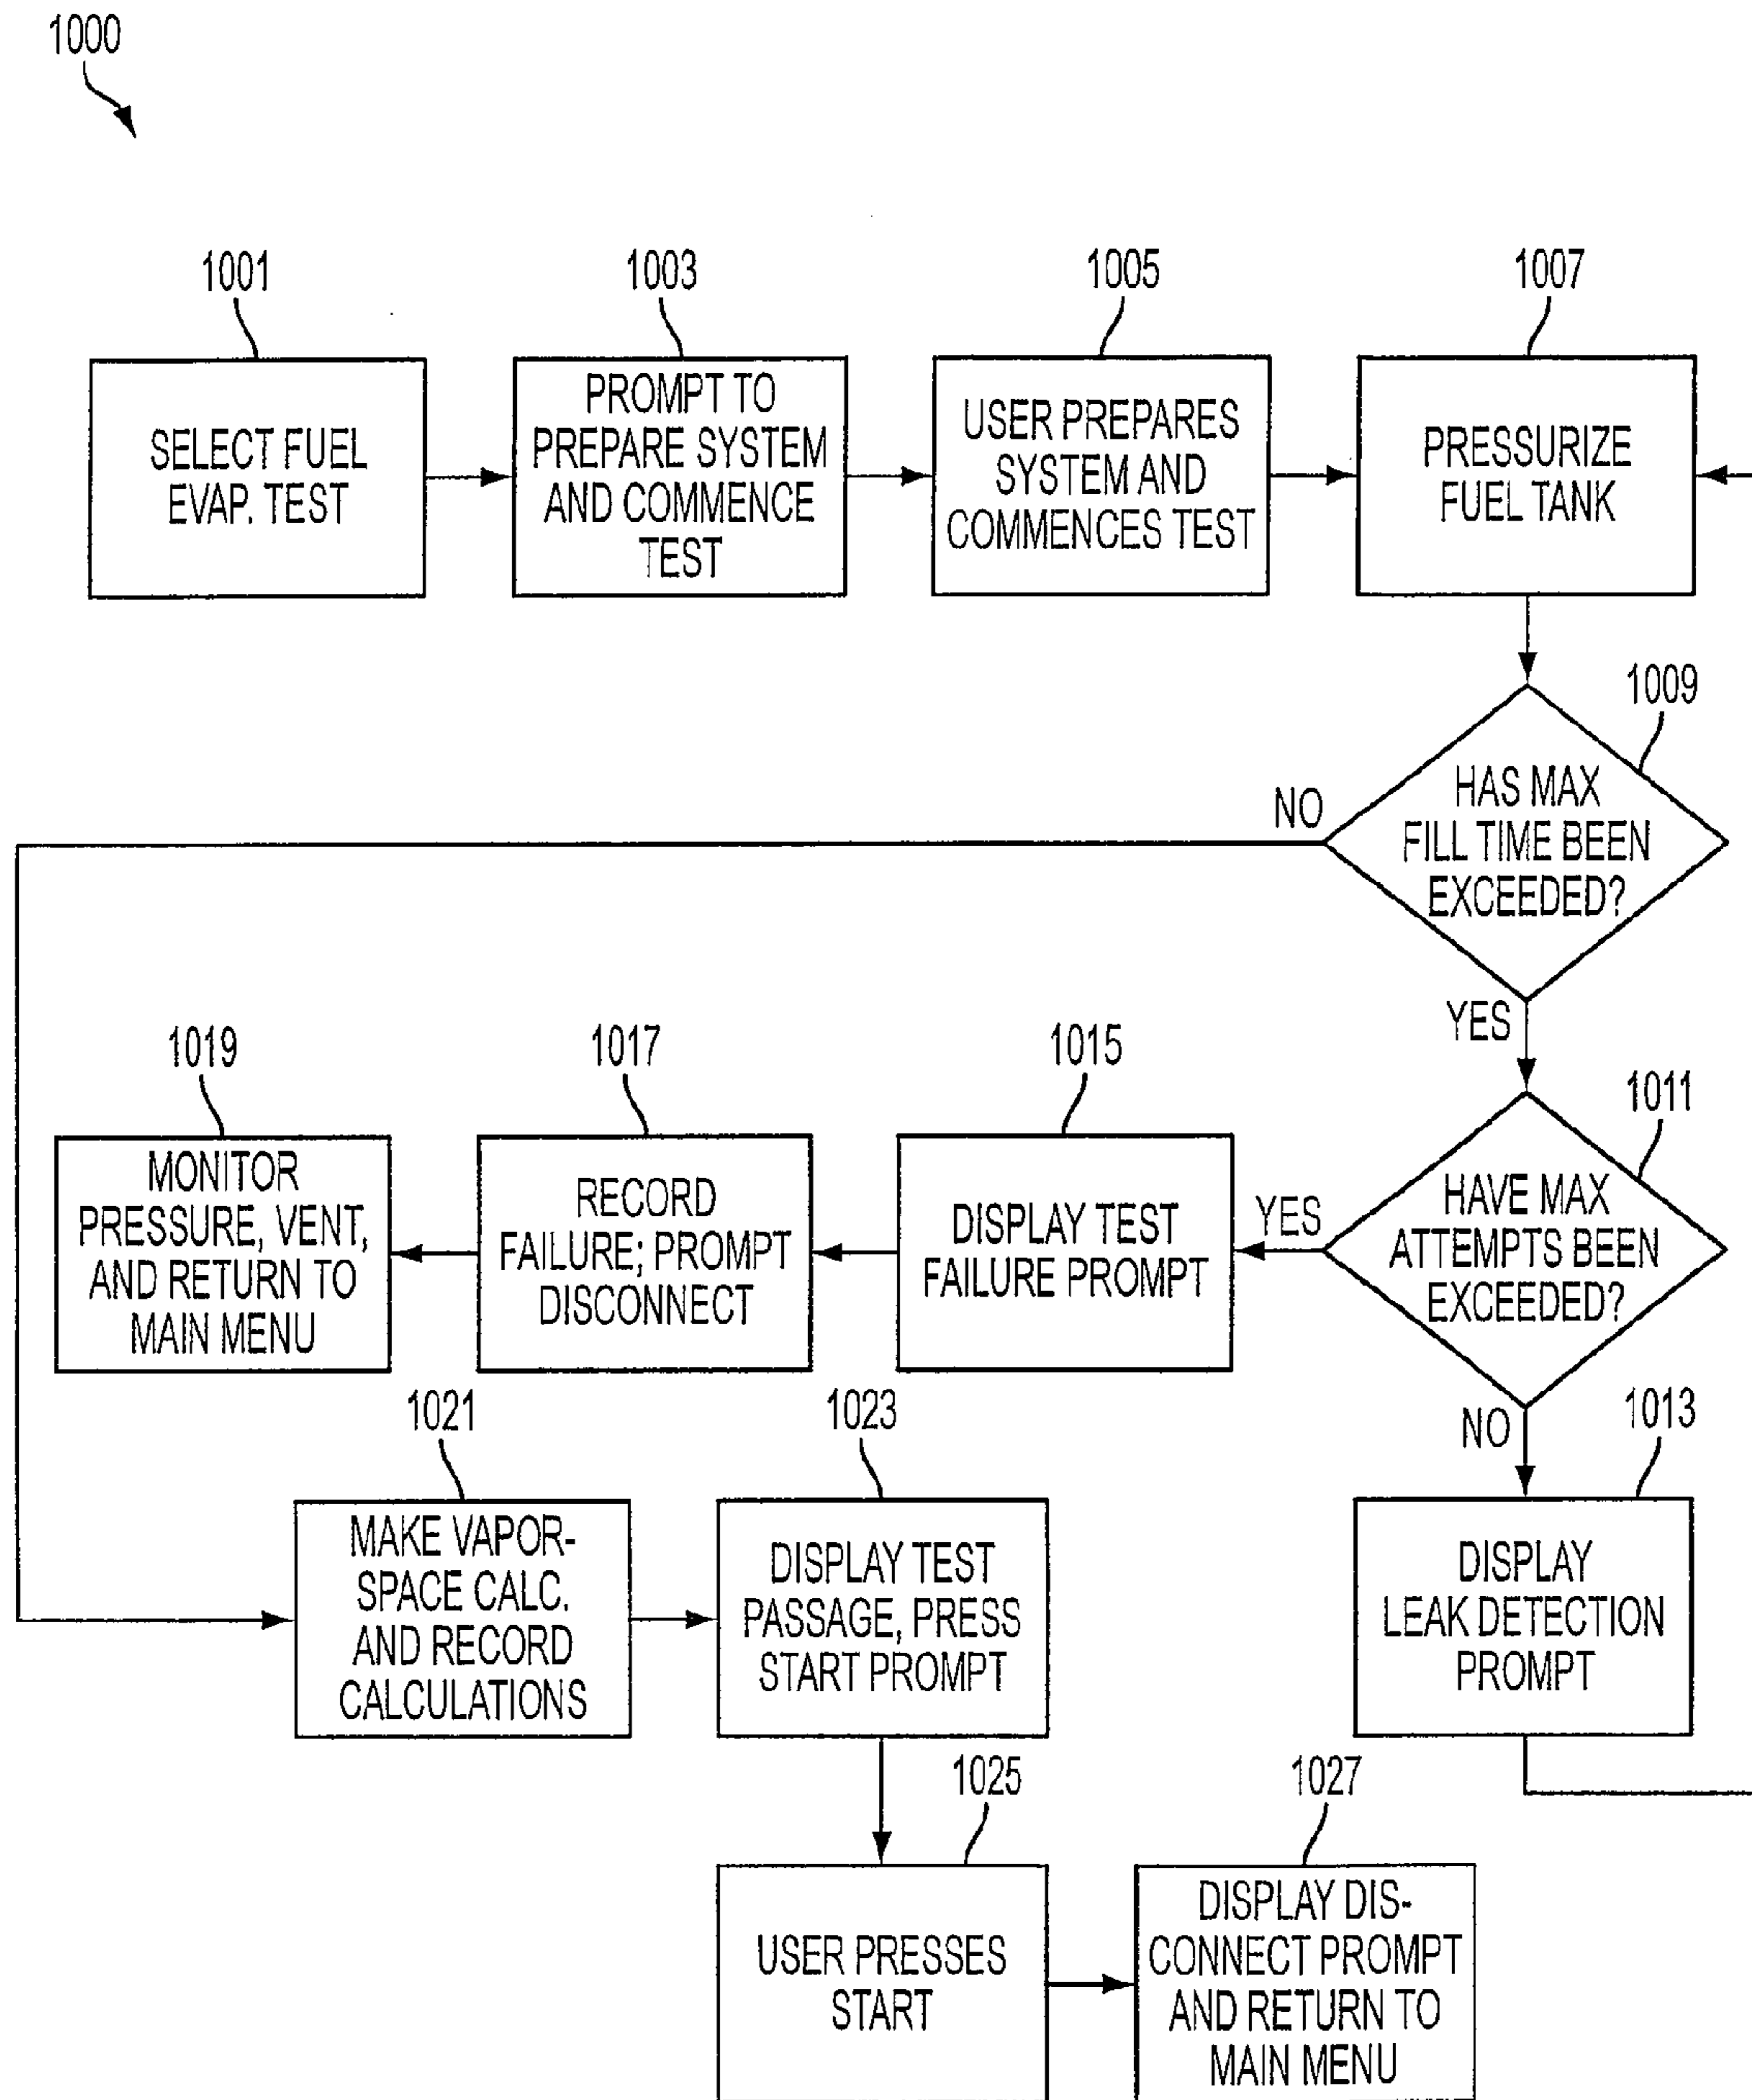 1000
1001
1003
1005
1007
SELECT FUEL
EVAP. TEST
PROMPT TO
PREPARE SYSTEM
AND COMMENCE
TEST
USER PREPARES
SYSTEM AND
COMMENCES TEST
PRESSURIZE
FUEL TANK
1009
HAS MAX
FILL TIME BEEN
EXCEEDED?
NO
YES
1011
HAVE MAX
ATTEMPTS BEEN
EXCEEDED?
YES
NO
1019
1017
1015
MONITOR
PRESSURE, VENT,
AND RETURN TO
MAIN MENU
RECORD
FAILURE; PROMPT
DISCONNECT
DISPLAY TEST
FAILURE PROMPT
1021
1023
1013
MAKE VAPOR-
SPACE CALC.
AND RECORD
CALCULATIONS
DISPLAY TEST
PASSAGE, PRESS
START PROMPT
DISPLAY
LEAK DETECTION
PROMPT
1025
1027
USER PRESSES
START
DISPLAY DIS-
CONNECT PROMPT
AND RETURN TO
MAIN MENU